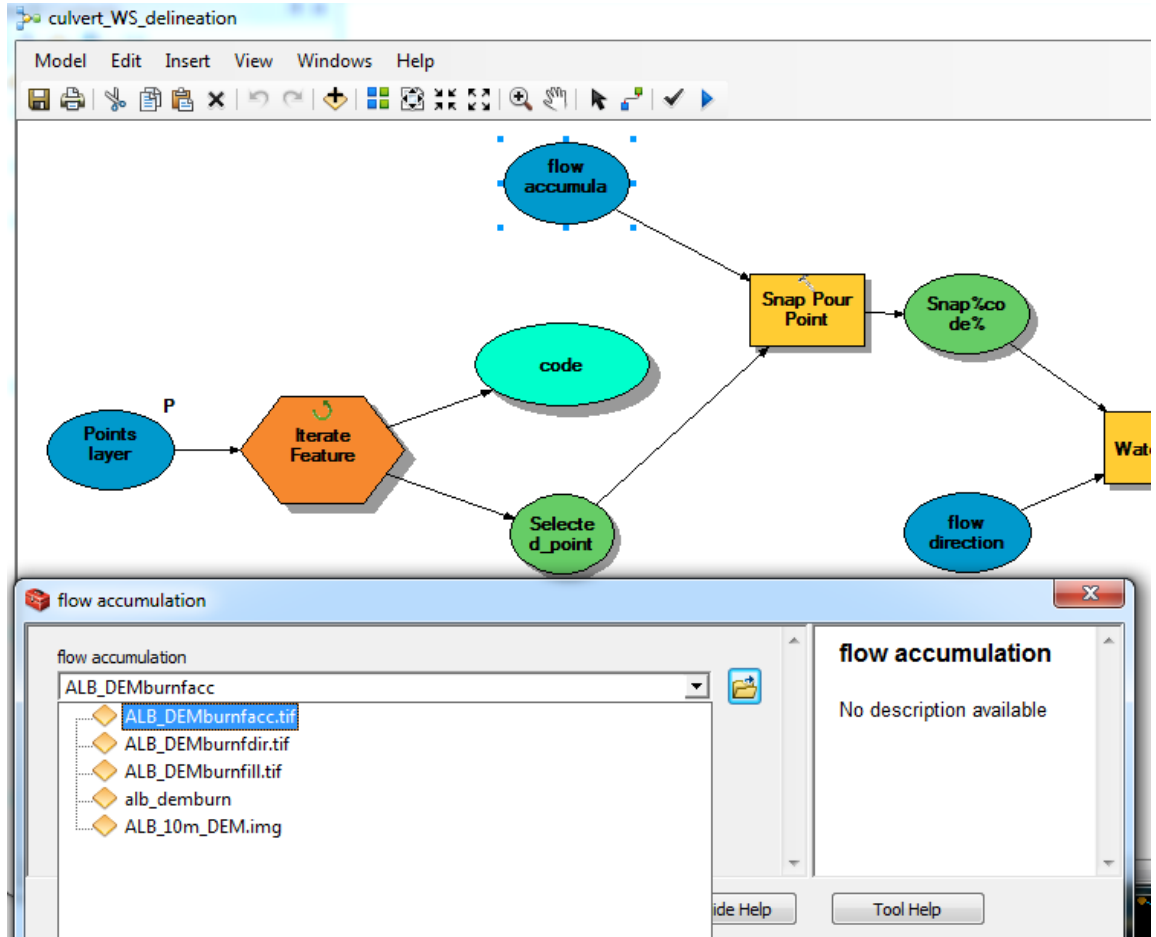 culvert_WS_delineation
Model Edit Insert View Windows Help
flow
accumula
Snap Pour
Point
Snap%co
de%
code
P
Points
layer
Iterate
Feature
Wat
Selecte
d_point
flow
direction
flow accumulation
flow accumulation
ALB_DEMburnfacc
ALB_DEMburnfacc.tif
ALB_DEMburnfdir.tif
ALB_DEMburnfill.tif
alb_demburn
ALB_10m_DEM.img
flow accumulation
No description available
ide Help
Tool Help